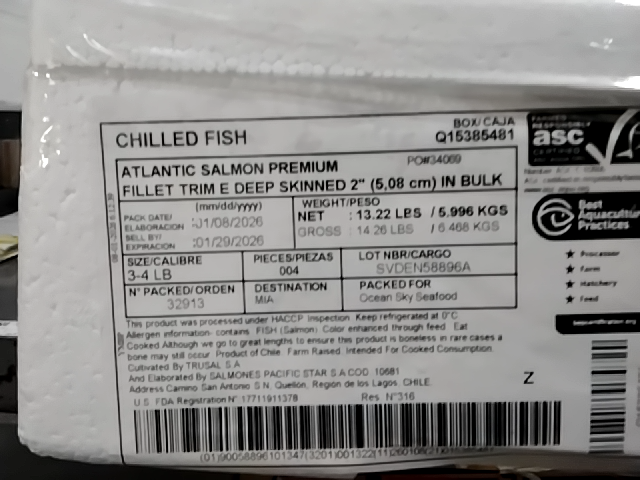 CHILLED FISH
BOX/CAJA
Q15385481
ATLANTIC SALMON PREMIUM
PO#34069
FILLET TRIM E DEEP SKINNED 2" (5,08 cm) IN BULK
(mm/dd/yyyy)
PACK DATE/
ELABORACION :01/08/2026
SELL BY/
EXPIRACION :01/29/2026
WEIGHT/PESO
NET : 13.22 LBS / 5,996 KGS
GROSS : 14.26 LBS / 6.468 KGS
SIZE/CALIBRE
3-4 LB
PIECES/PIEZAS
004
LOT NBR/CARGO
SVDEN58896A
N° PACKED/ORDEN
32913
DESTINATION
MIA
PACKED FOR
Ocean Sky Seafood
This product was processed under HACCP Inspection. Keep refrigerated at 0°C
Allergen information: contains FISH (Salmon). Color enhanced through feed. Eat
Cooked.Although we go to great lengths to ensure this product is boneless in rare cases a
bone may still occur. Product of Chile. Farm Raised. Intended For Cooked Consumption.
Cutivated By TRUSAL S.A
And Elaborated By SALMONES PACIFIC STAR S.A COD. 10681
Address Camino San Antonio S.N. Quellón, Región de los Lagos. CHILE.
U.S. FDA Registration N°:17711911378 Res. N°316
Z
FARMED
RESPONSIBLY
asc
CERTIFIED
Best
Aquaculture
Practices
★ Processor
★ Farm
★ Hatchery
★ Feed